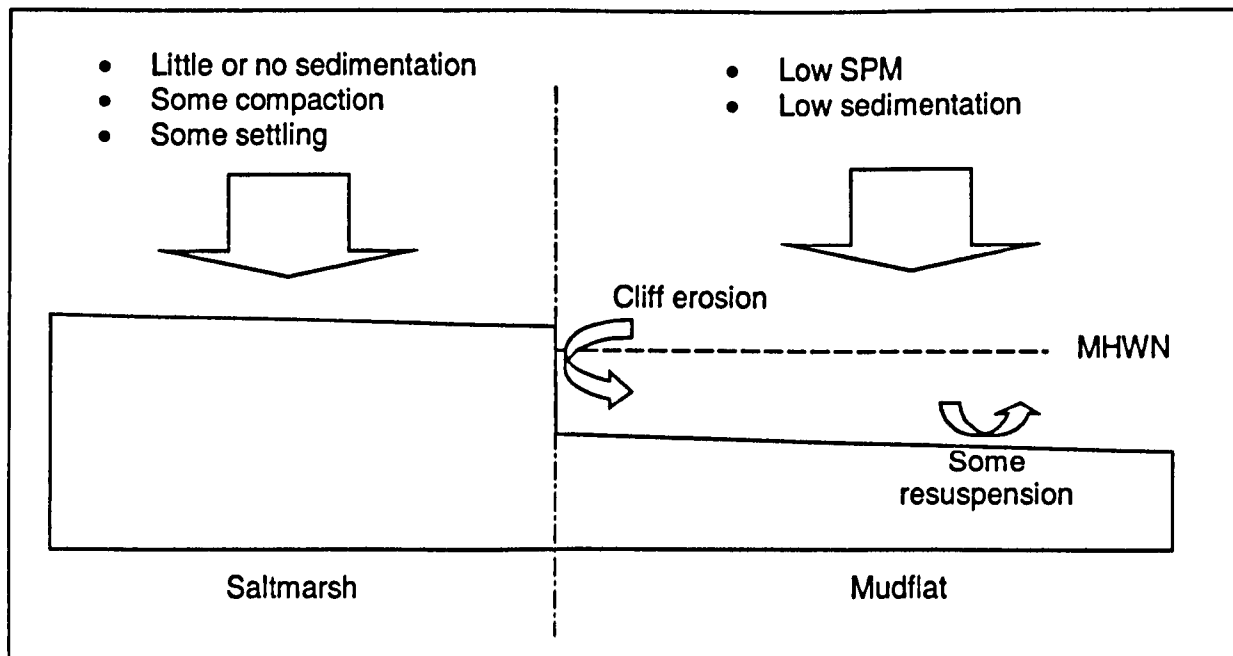 • Little or no sedimentation
• Some compaction
• Some settling
• Low SPM
• Low sedimentation
Cliff erosion
MHWN
Some
resuspension
Saltmarsh
Mudflat